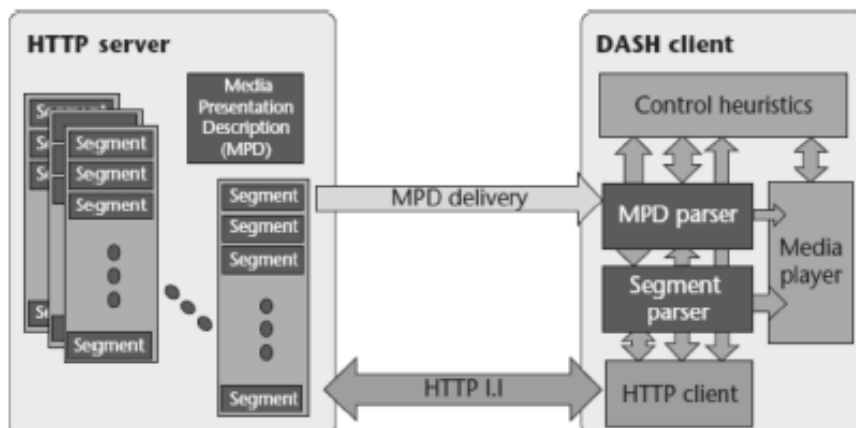 HTTP server
Media
Presentation
Description
(MPD)
Segment
Segment
Segment
Segment
Segment
Segment
Segment
Segment
Segment
MPD delivery
HTTP 1.1
DASH client
Control heuristics
MPD parser
Segment
parser
Media
player
HTTP client